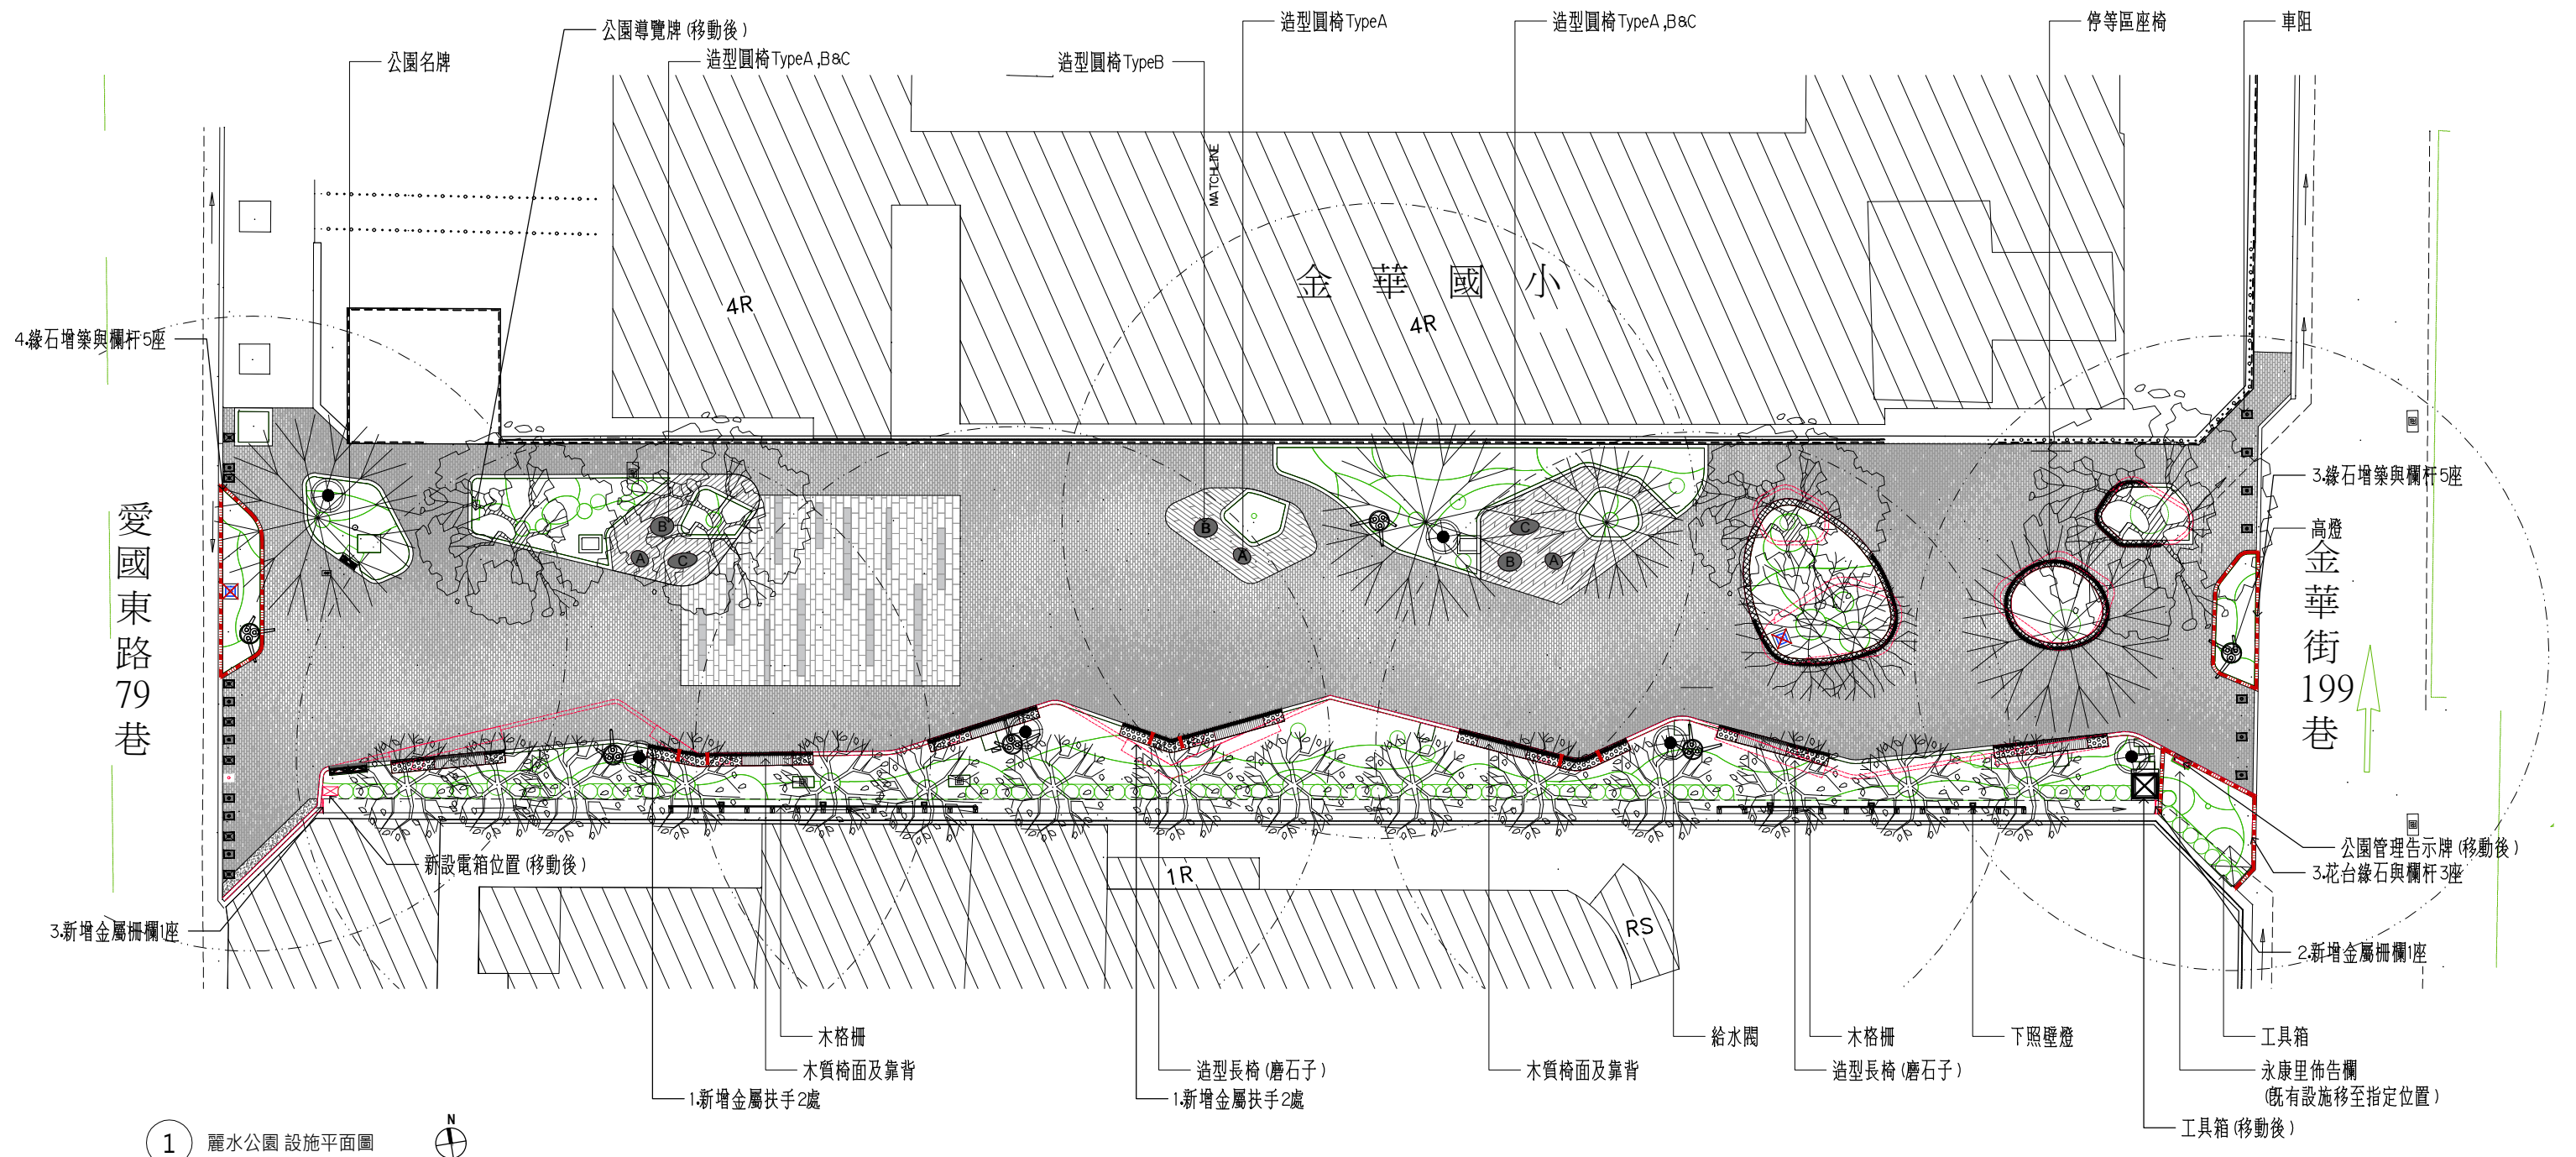 造型圓椅TypeA
造型圓椅TypeA,B&C
停等區座椅
車阻
公園導覽牌(移動後)
公園名牌
造型圓椅TypeA,B&C
造型圓椅TypeB
MATCHLINE
金華國小
4R
4R
4.緣石增築與欄杆5座
3.緣石增築與欄杆5座
高燈
愛國東路79巷
金華街199巷
B
A
C
B
A
C
B
A
新設電箱位置(移動後)
1R
RS
公園管理告示牌(移動後)
3.花台緣石與欄杆3座
3.新增金屬柵欄1座
2.新增金屬柵欄1座
木格柵
給水閥
木格柵
下照壁燈
工具箱
木質椅面及靠背
造型長椅(磨石子)
木質椅面及靠背
造型長椅(磨石子)
永康里佈告欄
(既有設施移至指定位置)
1.新增金屬扶手2處
1.新增金屬扶手2處
工具箱(移動後)
1 麗水公園 設施平面圖
N